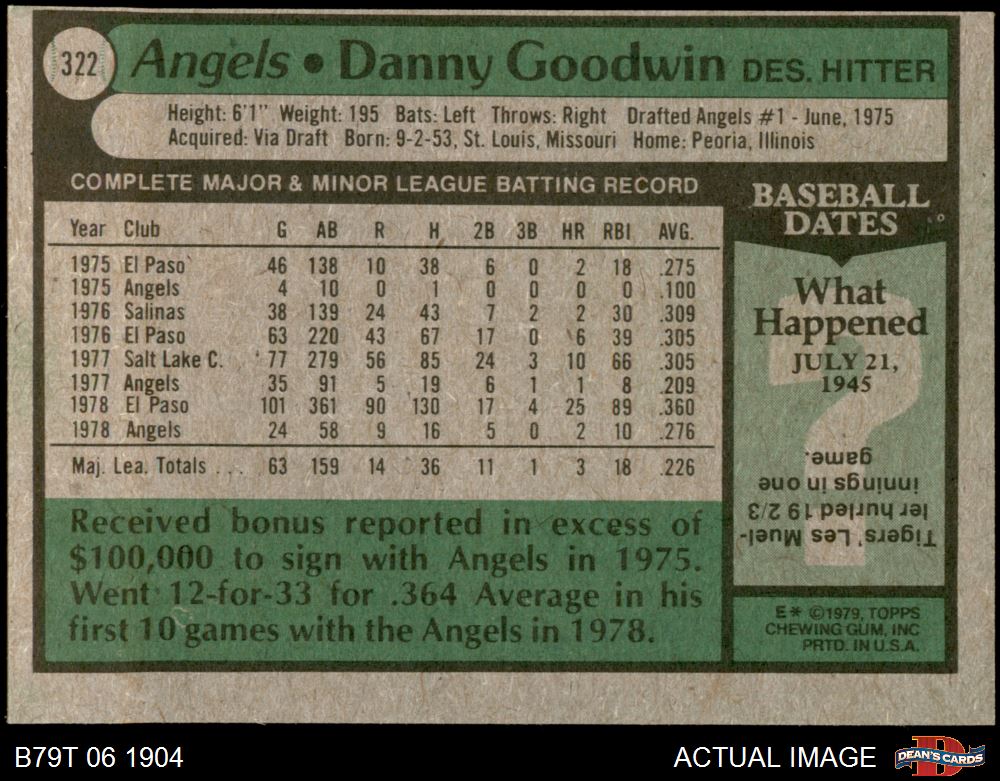 322 Angels • Danny Goodwin DES. HITTER
Height: 6'1" Weight: 195 Bats: Left Throws: Right Drafted Angels #1 - June, 1975
Acquired: Via Draft Born: 9-2-53, St. Louis, Missouri Home: Peoria, Illinois
COMPLETE MAJOR & MINOR LEAGUE BATTING RECORD
Year Club G AB R H 2B 3B HR RBI AVG.
1975 El Paso 46 138 10 38 6 0 2 18 .275
1975 Angels 4 10 0 1 0 0 0 0 .100
1976 Salinas 38 139 24 43 7 2 2 30 .309
1976 El Paso 63 220 43 67 17 0 6 39 .305
1977 Salt Lake C. 77 279 56 85 24 3 10 66 .305
1977 Angels 35 91 5 19 6 1 1 8 .209
1978 El Paso 101 361 90 130 17 4 25 89 .360
1978 Angels 24 58 9 16 5 0 2 10 .276
Maj. Lea. Totals ... 63 159 14 36 11 1 3 18 .226
Received bonus reported in excess of
$100,000 to sign with Angels in 1975.
Went 12-for-33 for .364 Average in his
first 10 games with the Angels in 1978.
BASEBALL
DATES
What
Happened
JULY 21,
1945
Tigers' Les Muel-
ler hurled 19 2/3
innings in one
game.
E* ©1979, TOPPS
CHEWING GUM, INC
PRTD. IN U.S.A.
B79T 06 1904
ACTUAL IMAGE
D
DEAN'S CARDS